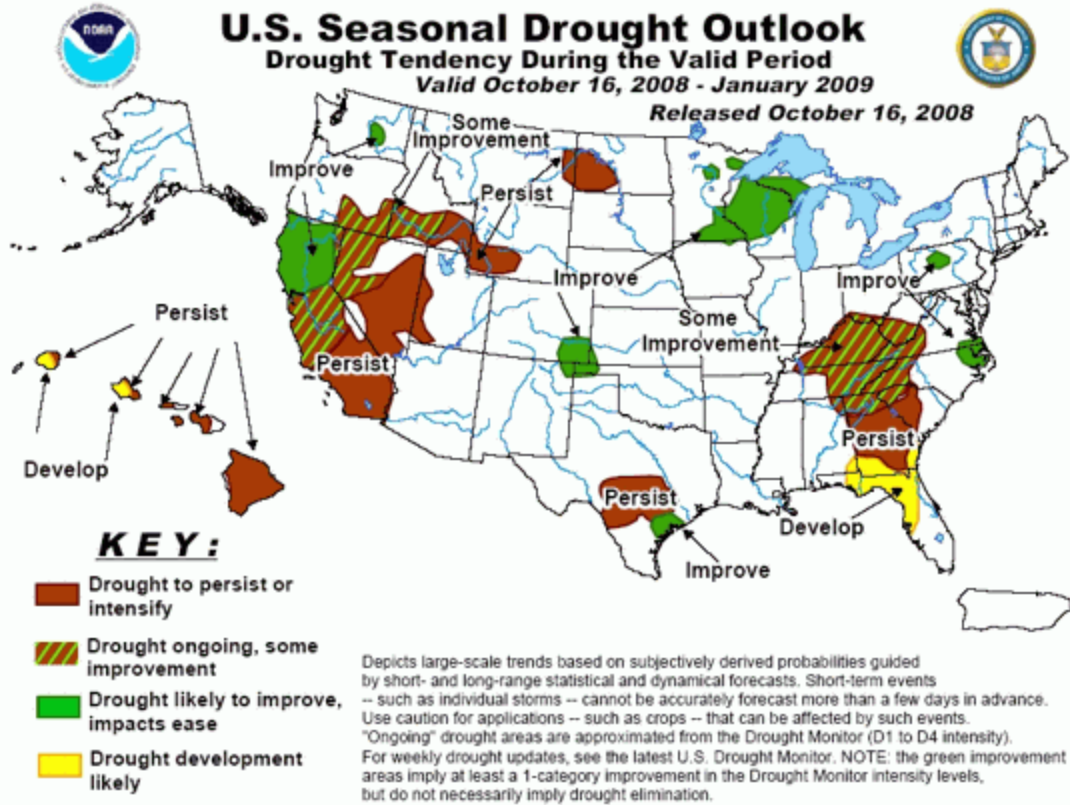 NOAA
U.S. Seasonal Drought Outlook
Drought Tendency During the Valid Period
Valid October 16, 2008 - January 2009
Released October 16, 2008
Some
Improvement
Improve
Persist
Improve
Improve
Some
Improvement
Persist
Persist
Persist
Develop
Persist
Develop
Improve
KEY:
Drought to persist or
intensify
Drought ongoing, some
improvement
Drought likely to improve,
impacts ease
Drought development
likely
Depicts large-scale trends based on subjectively derived probabilities guided
by short- and long-range statistical and dynamical forecasts. Short-term events
-- such as individual storms -- cannot be accurately forecast more than a few days in advance.
Use caution for applications -- such as crops -- that can be affected by such events.
"Ongoing" drought areas are approximated from the Drought Monitor (D1 to D4 intensity).
For weekly drought updates, see the latest U.S. Drought Monitor. NOTE: the green improvement
areas imply at least a 1-category improvement in the Drought Monitor intensity levels,
but do not necessarily imply drought elimination.